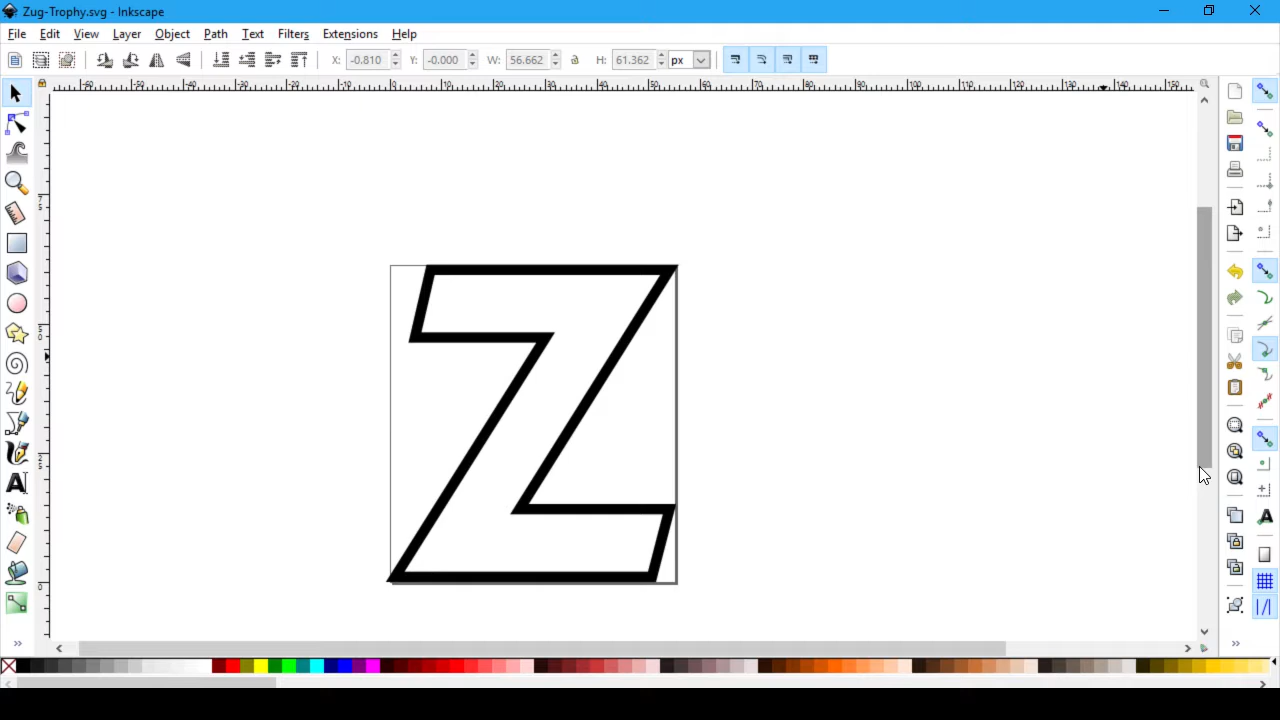 Zug-Trophy.svg - Inkscape
File Edit View Layer Object Path Text Filters Extensions Help
X: -0.810 Y: -0.000 W: 56.662 H: 61.362 px
Z